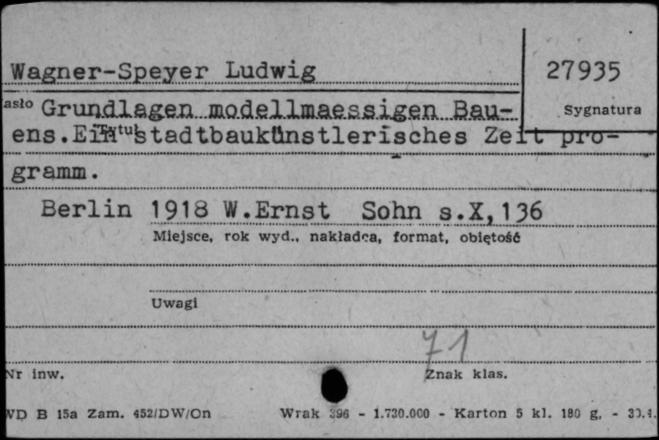 Wagner-Speyer Ludwig 27935
asło Grundlagen modellmaessigen Bau- Sygnatura
ens.Ein Tytuł stadtbaukünstlerisches Zeit pro-
gramm.
Berlin 1918 W.Ernst Sohn s.X,136
Miejsce, rok wyd., nakładca, format, objętość
Uwagi
71
Nr inw. Znak klas.
WD B 15a Zam. 452/DW/On Wrak 396 - 1.730.000 - Karton 5 kl. 180 g. - 30.4.